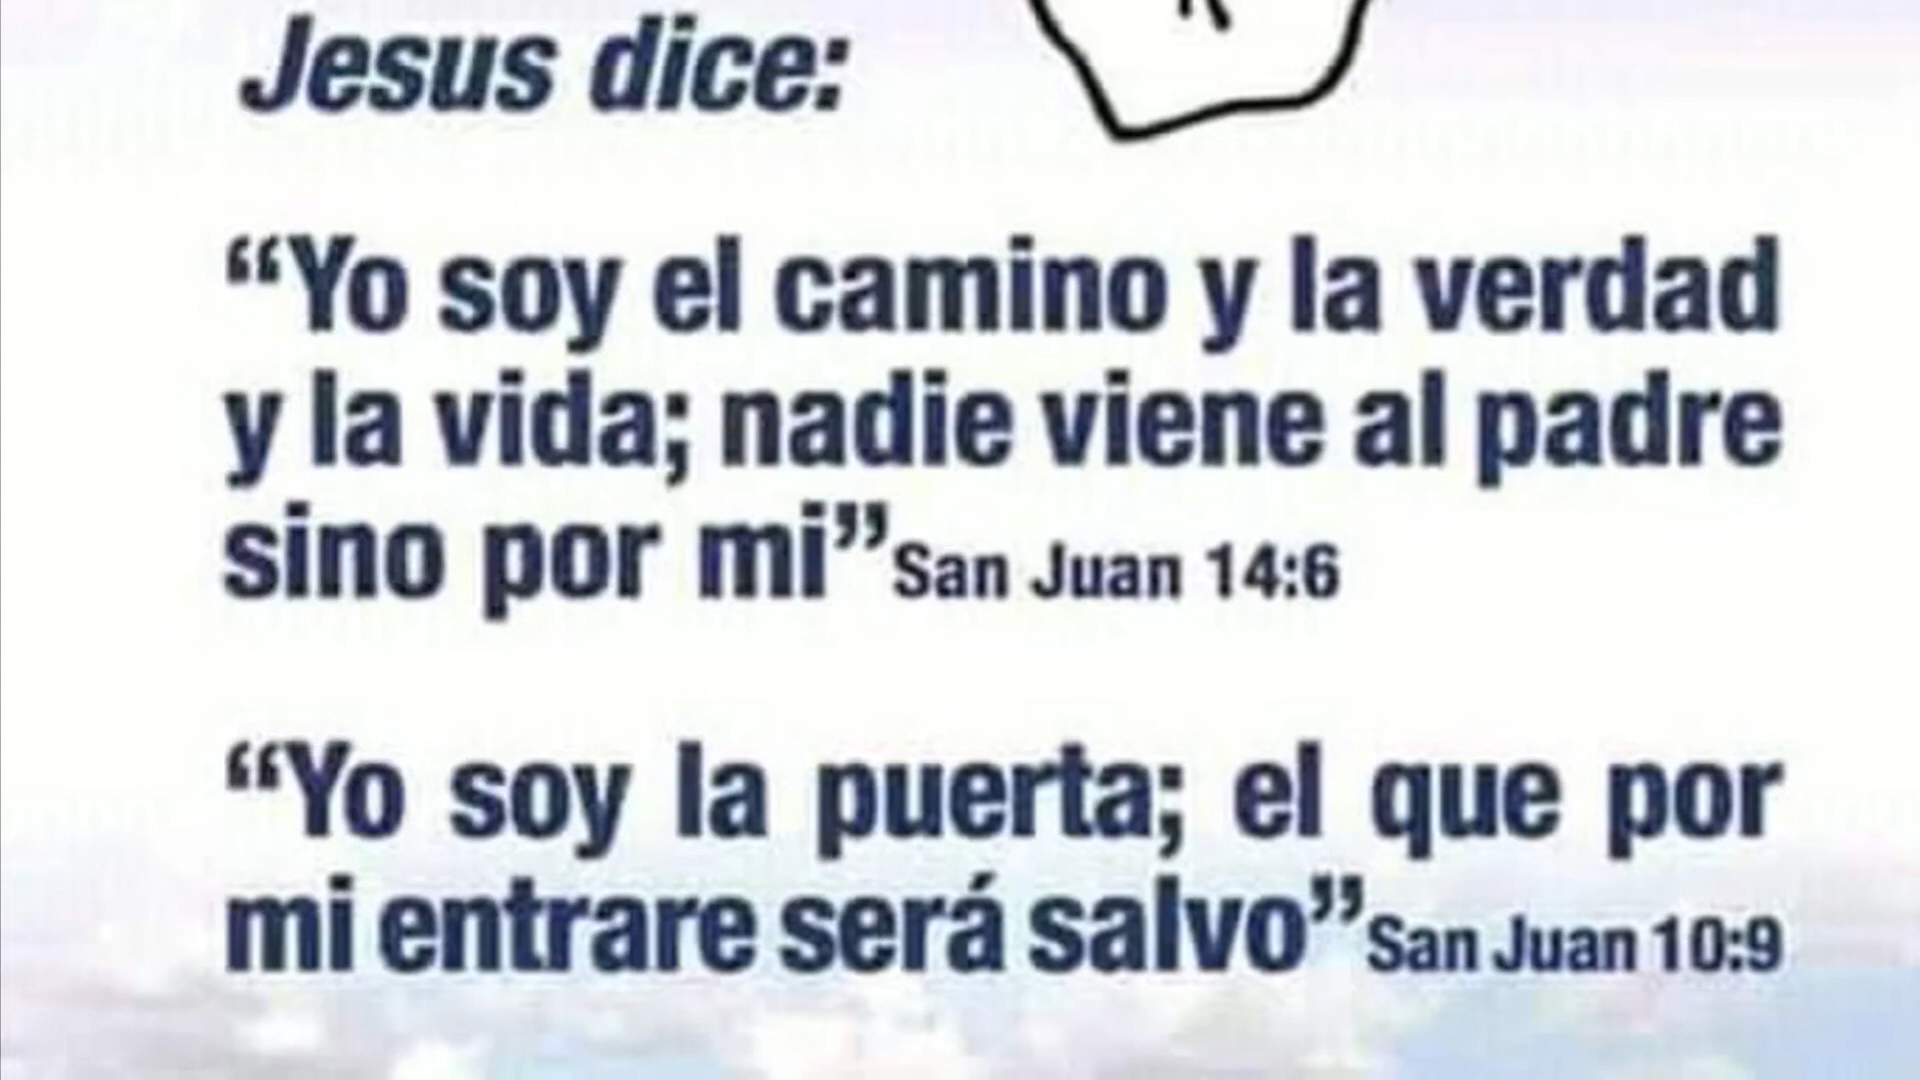 Jesus dice:
“Yo soy el camino y la verdad
y la vida; nadie viene al padre
sino por mi” San Juan 14:6
“Yo soy la puerta; el que por
mi entrare será salvo” San Juan 10:9